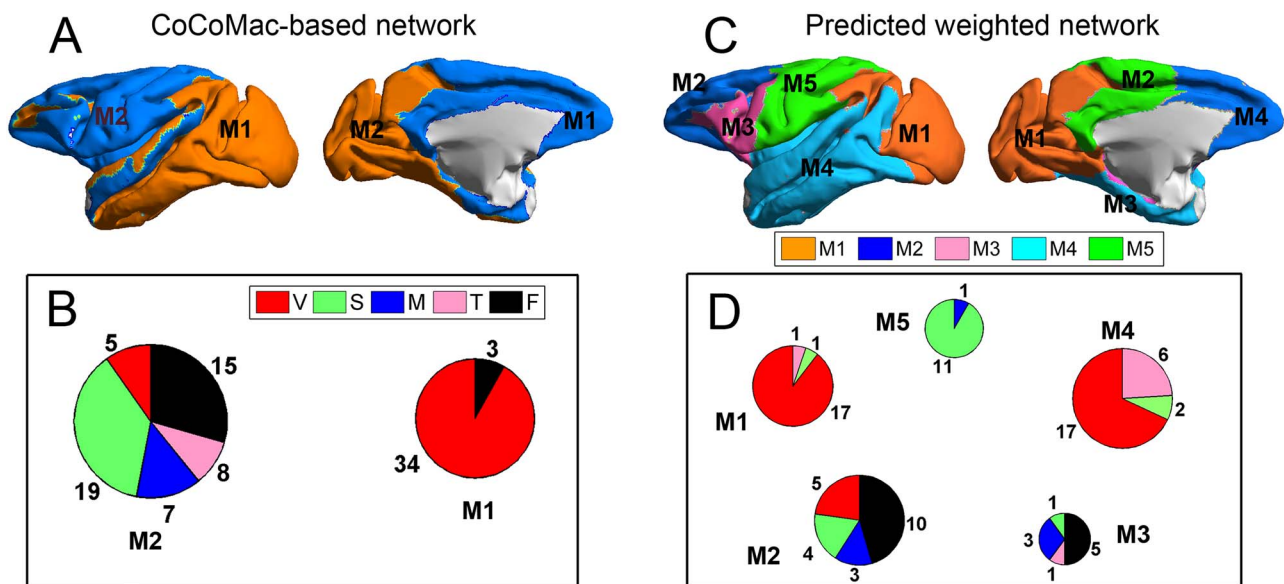 A CoCoMac-based network
M2
M1
M2
M1
B
V S M T F
5
15
19
8
7
M2
3
34
M1
C Predicted weighted network
M2
M5
M3
M4
M1
M2
M4
M1
M3
M1 M2 M3 M4 M5
D
M5
1
11
M1
1
1
17
M4
6
2
17
M2
5
10
4
3
M3
1
3
5
1